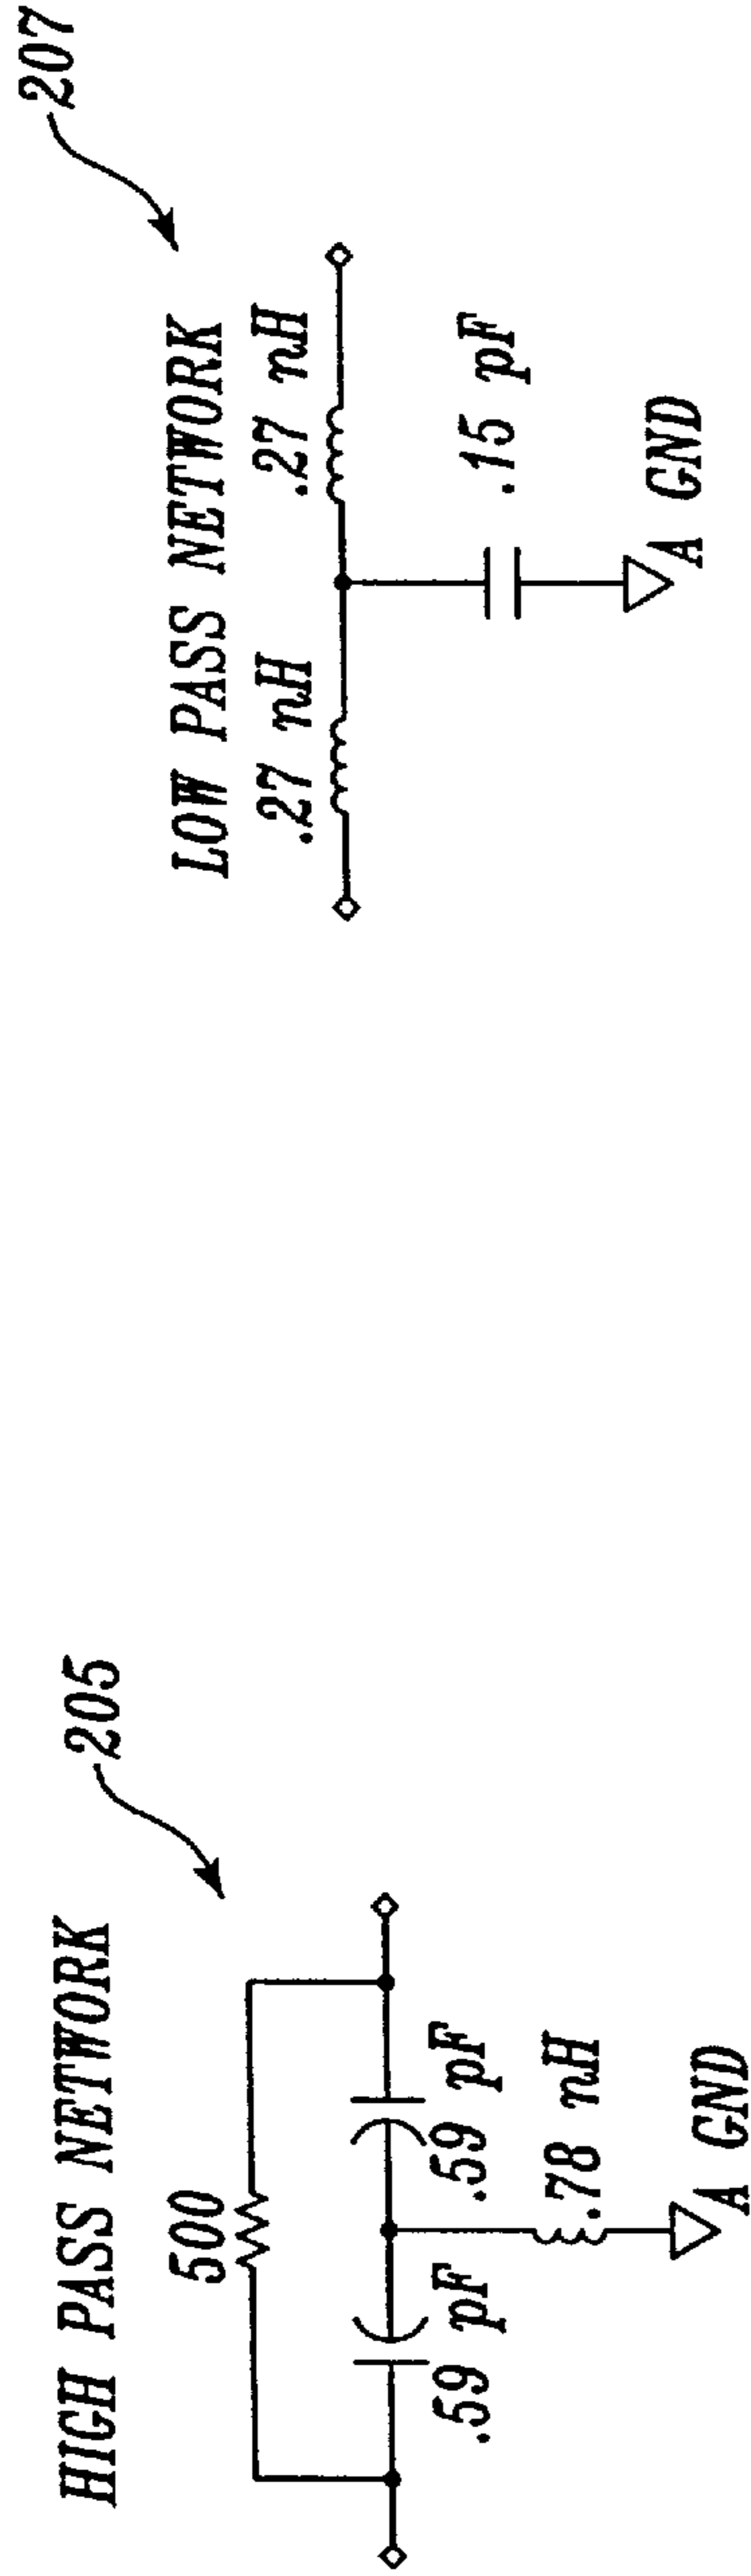 HIGH PASS NETWORK
205
500
.59 pF
.59 pF
.78 nH
A GND
207
LOW PASS NETWORK
.27 nH
.27 nH
.15 pF
A GND